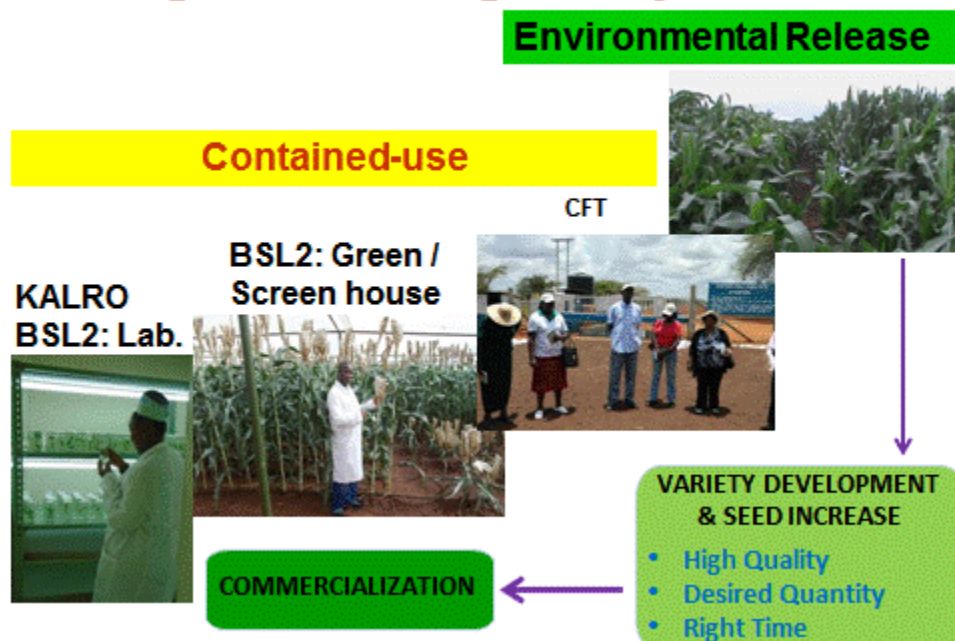 Environmental Release
Contained-use
CFT
BSL2: Green /
Screen house
KALRO
BSL2: Lab.
VARIETY DEVELOPMENT
& SEED INCREASE
• High Quality
• Desired Quantity
• Right Time
COMMERCIALIZATION